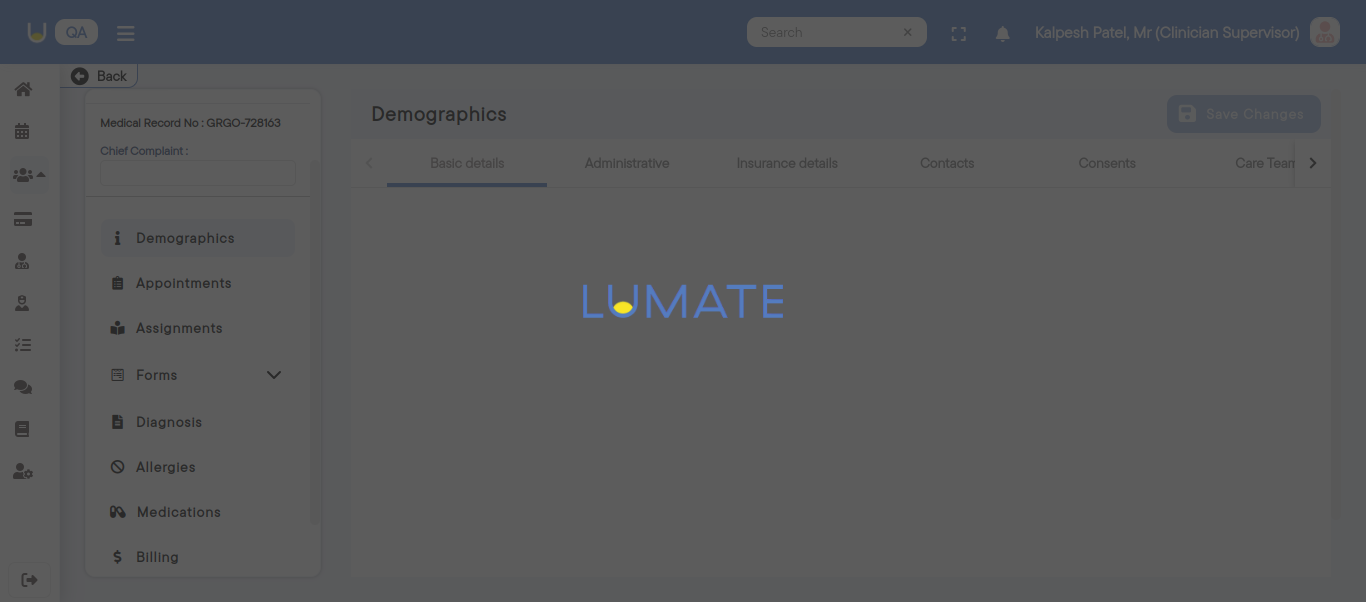 QA
Search
Kalpesh Patel, Mr (Clinician Supervisor)
Back
Medical Record No : GRGO-728163
Chief Complaint :
Demographics
Appointments
Assignments
Forms
Diagnosis
Allergies
Medications
Billing
Demographics
Save Changes
Basic details
Administrative
Insurance details
Contacts
Consents
Care Team
LUMATE